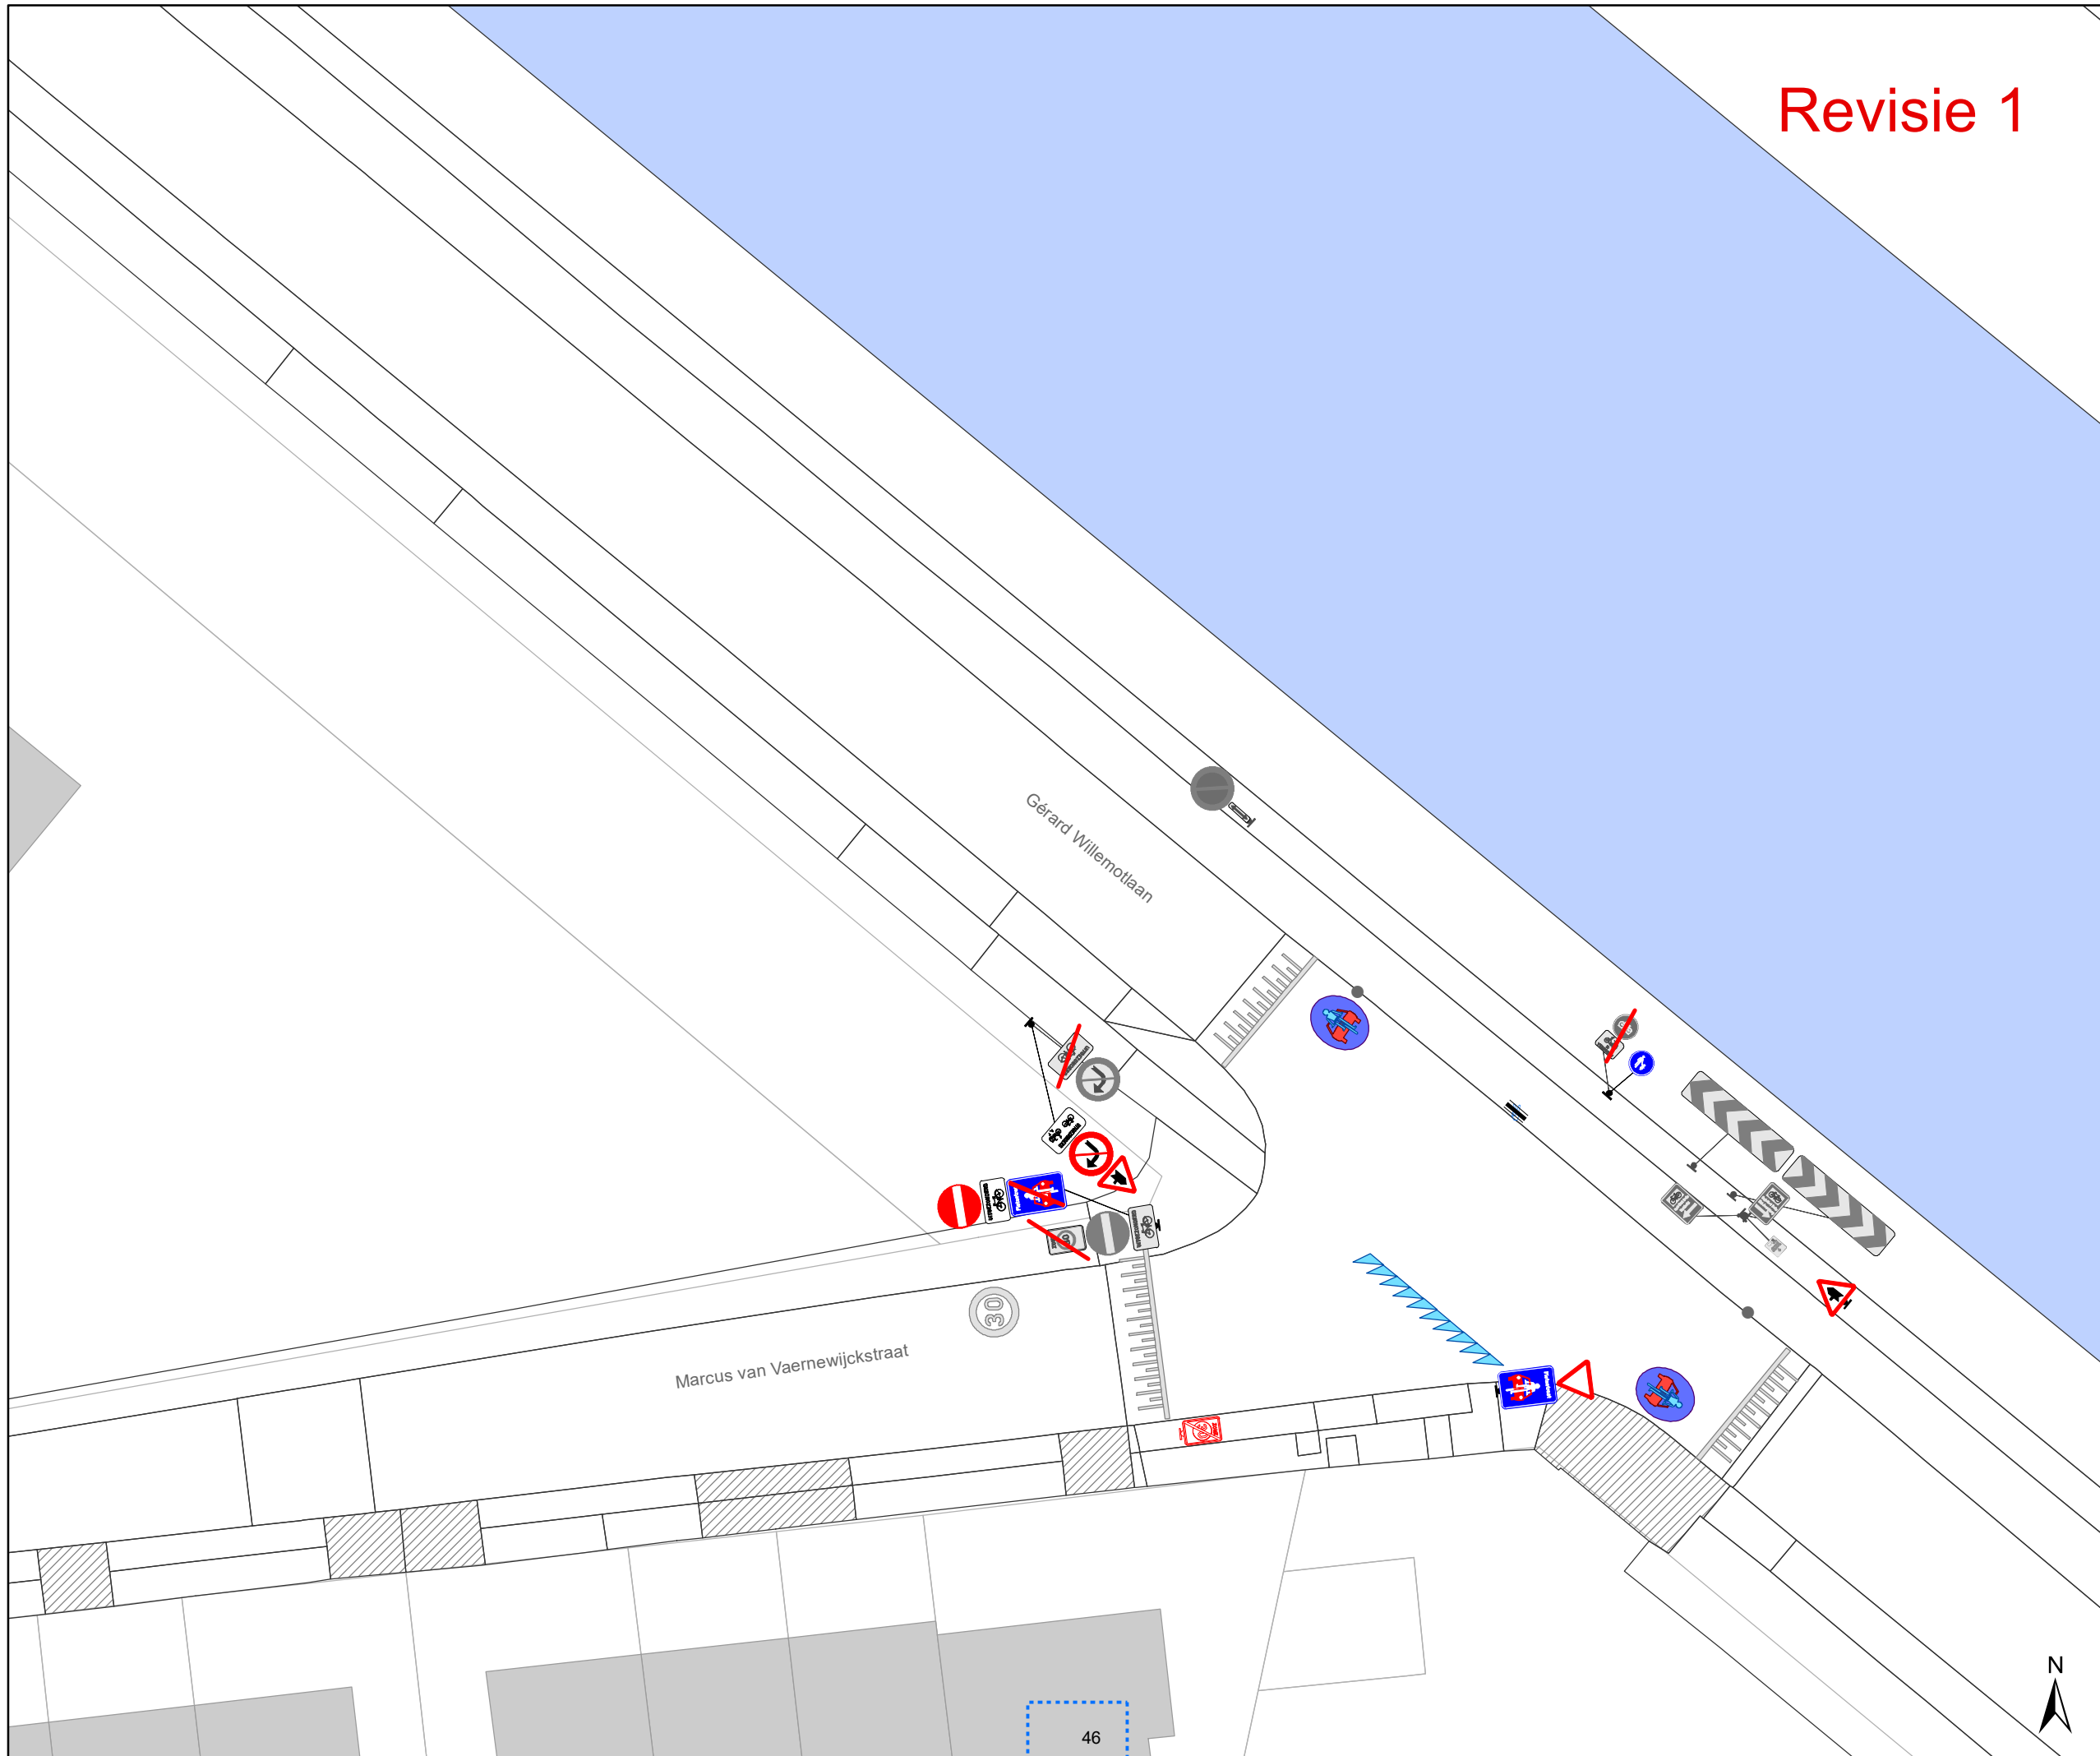 Revisie 1
Gérard Willemotlaan
30
Marcus van Vaernewijckstraat
N
46